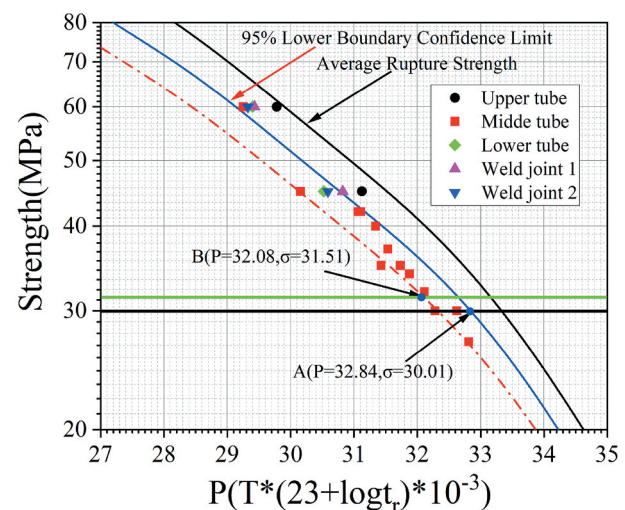 80
70
60
50
40
30
20
27
28
29
30
31
32
33
34
35
Strength(MPa)
P(T*(23+logtᵣ)*10⁻³)
95% Lower Boundary Confidence Limit
Average Rupture Strength
Upper tube
Midde tube
Lower tube
Weld joint 1
Weld joint 2
B(P=32.08,σ=31.51)
A(P=32.84,σ=30.01)